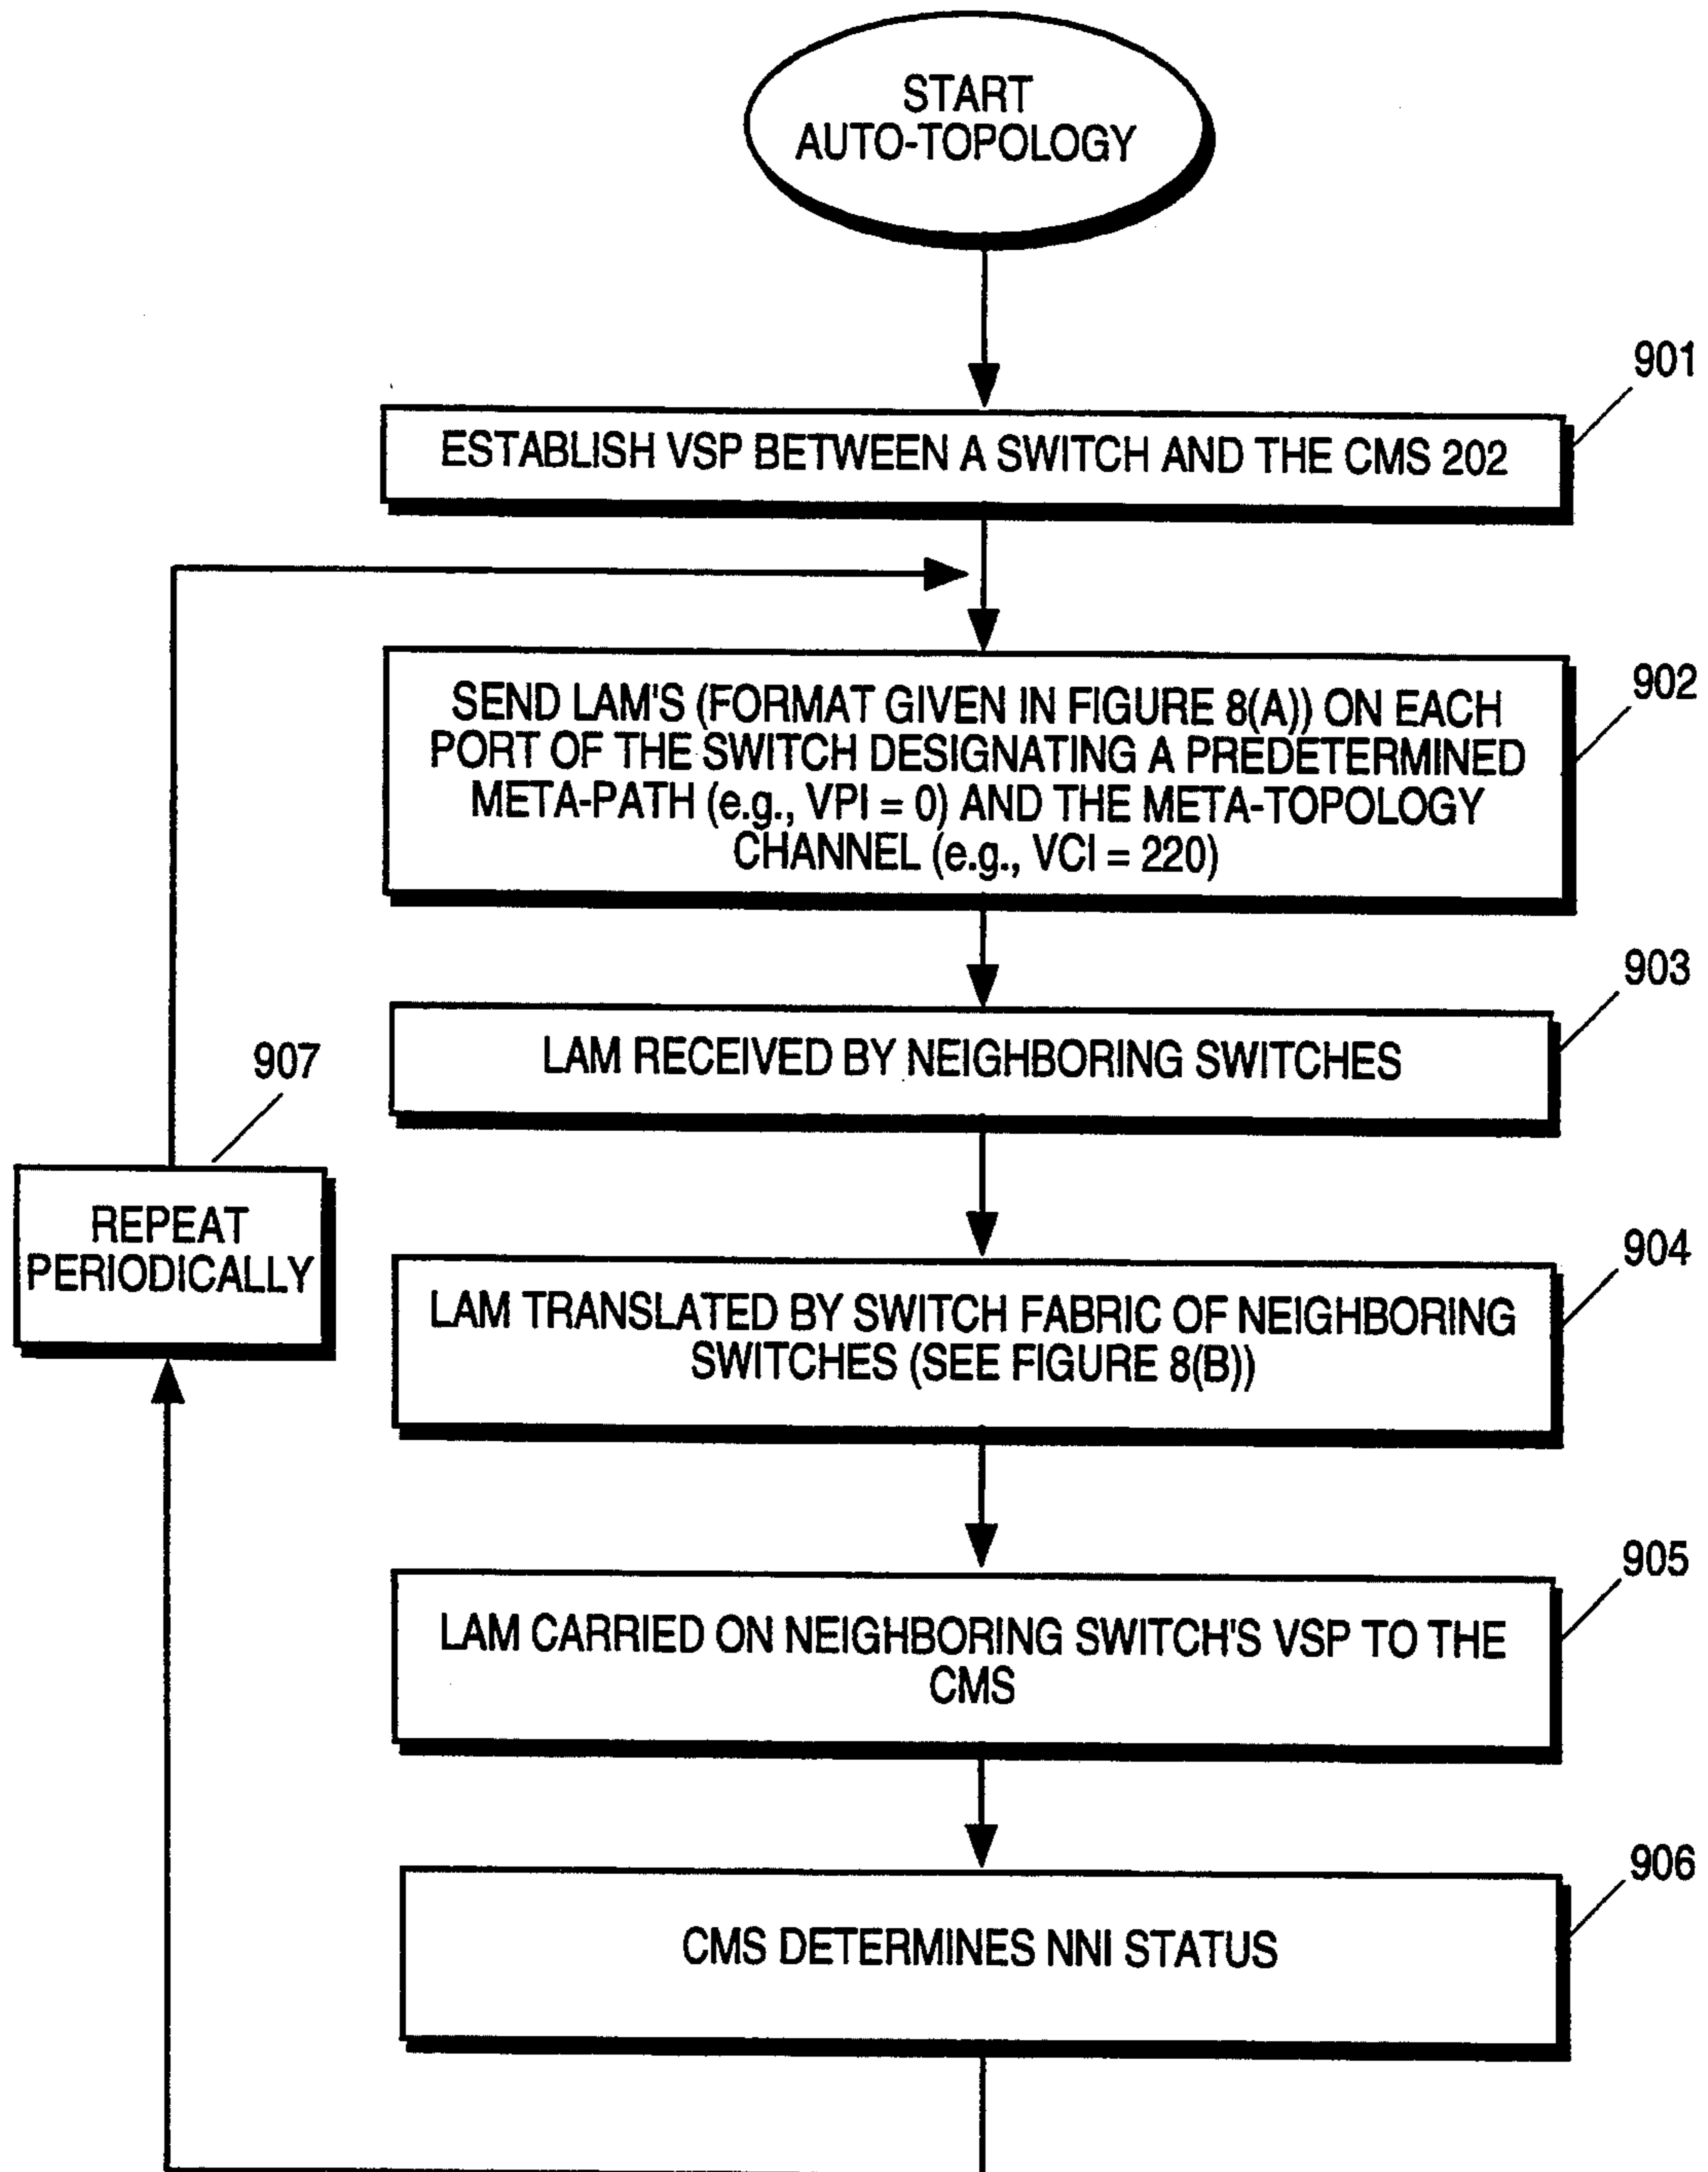 START
AUTO-TOPOLOGY
901
ESTABLISH VSP BETWEEN A SWITCH AND THE CMS 202
902
SEND LAM'S (FORMAT GIVEN IN FIGURE 8(A)) ON EACH
PORT OF THE SWITCH DESIGNATING A PREDETERMINED
META-PATH (e.g., VPI = 0) AND THE META-TOPOLOGY
CHANNEL (e.g., VCI = 220)
903
LAM RECEIVED BY NEIGHBORING SWITCHES
907
REPEAT
PERIODICALLY
904
LAM TRANSLATED BY SWITCH FABRIC OF NEIGHBORING
SWITCHES (SEE FIGURE 8(B))
905
LAM CARRIED ON NEIGHBORING SWITCH'S VSP TO THE
CMS
906
CMS DETERMINES NNI STATUS